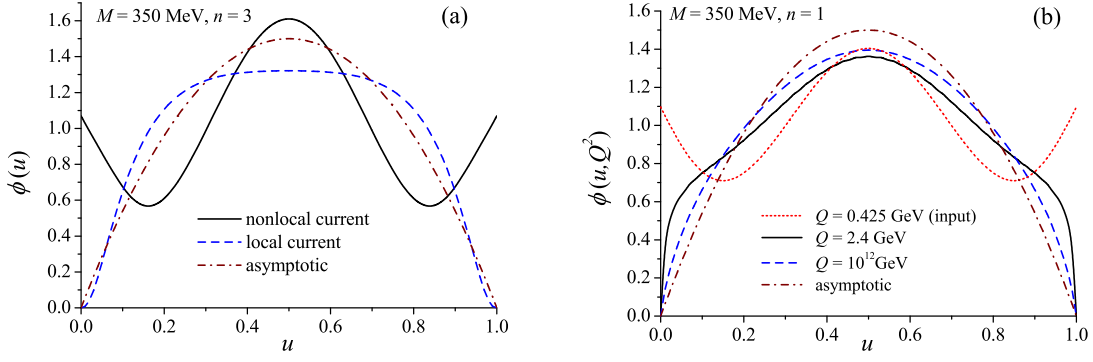 M = 350 MeV, n = 3
(a)
1.6
1.4
1.2
1.0
0.8
0.6
0.4
0.2
0.0
ϕ(u)
nonlocal current
local current
asymptotic
0.0 0.2 0.4 0.6 0.8 1.0
u
M = 350 MeV, n = 1
(b)
1.6
1.4
1.2
1.0
0.8
0.6
0.4
0.2
0.0
ϕ(u,Q²)
Q = 0.425 GeV (input)
Q = 2.4 GeV
Q = 10¹²GeV
asymptotic
0.0 0.2 0.4 0.6 0.8 1.0
u